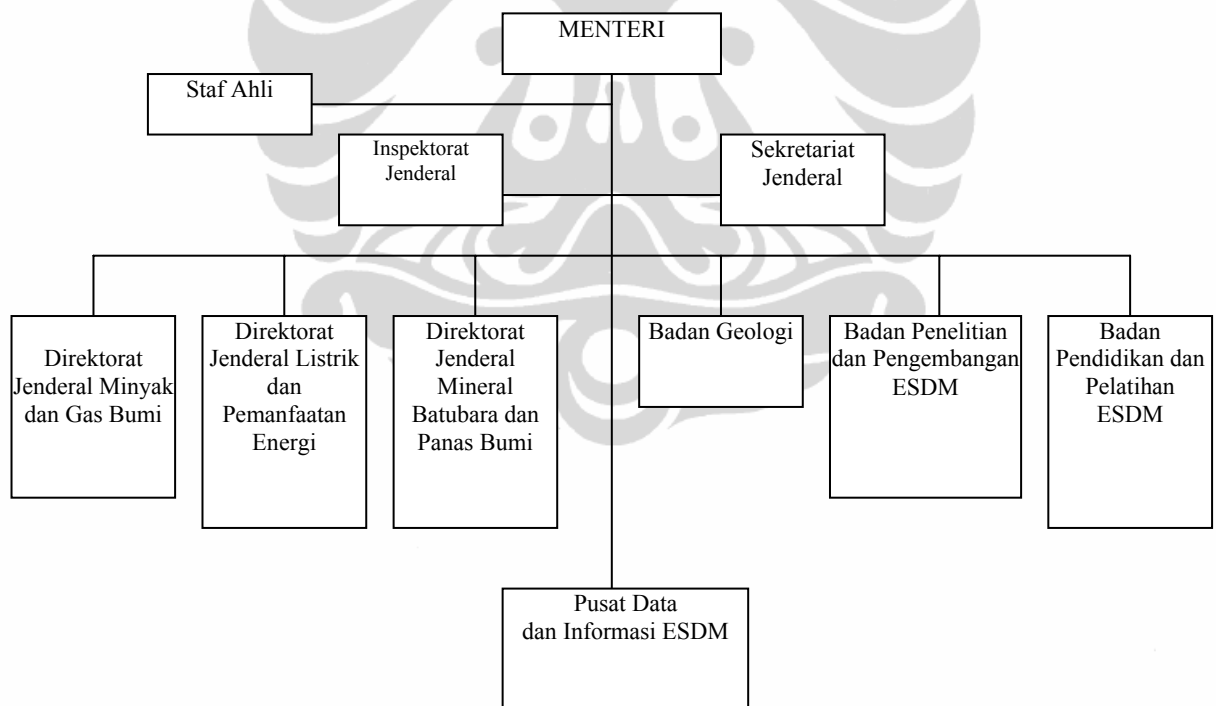 MENTERI
Staf Ahli
Inspektorat
Jenderal
Sekretariat
Jenderal
Direktorat
Jenderal Minyak
dan Gas Bumi
Direktorat
Jenderal Listrik
dan
Pemanfaatan
Energi
Direktorat
Jenderal
Mineral
Batubara dan
Panas Bumi
Badan Geologi
Badan Penelitian
dan Pengembangan
ESDM
Badan
Pendidikan dan
Pelatihan
ESDM
Pusat Data
dan Informasi ESDM